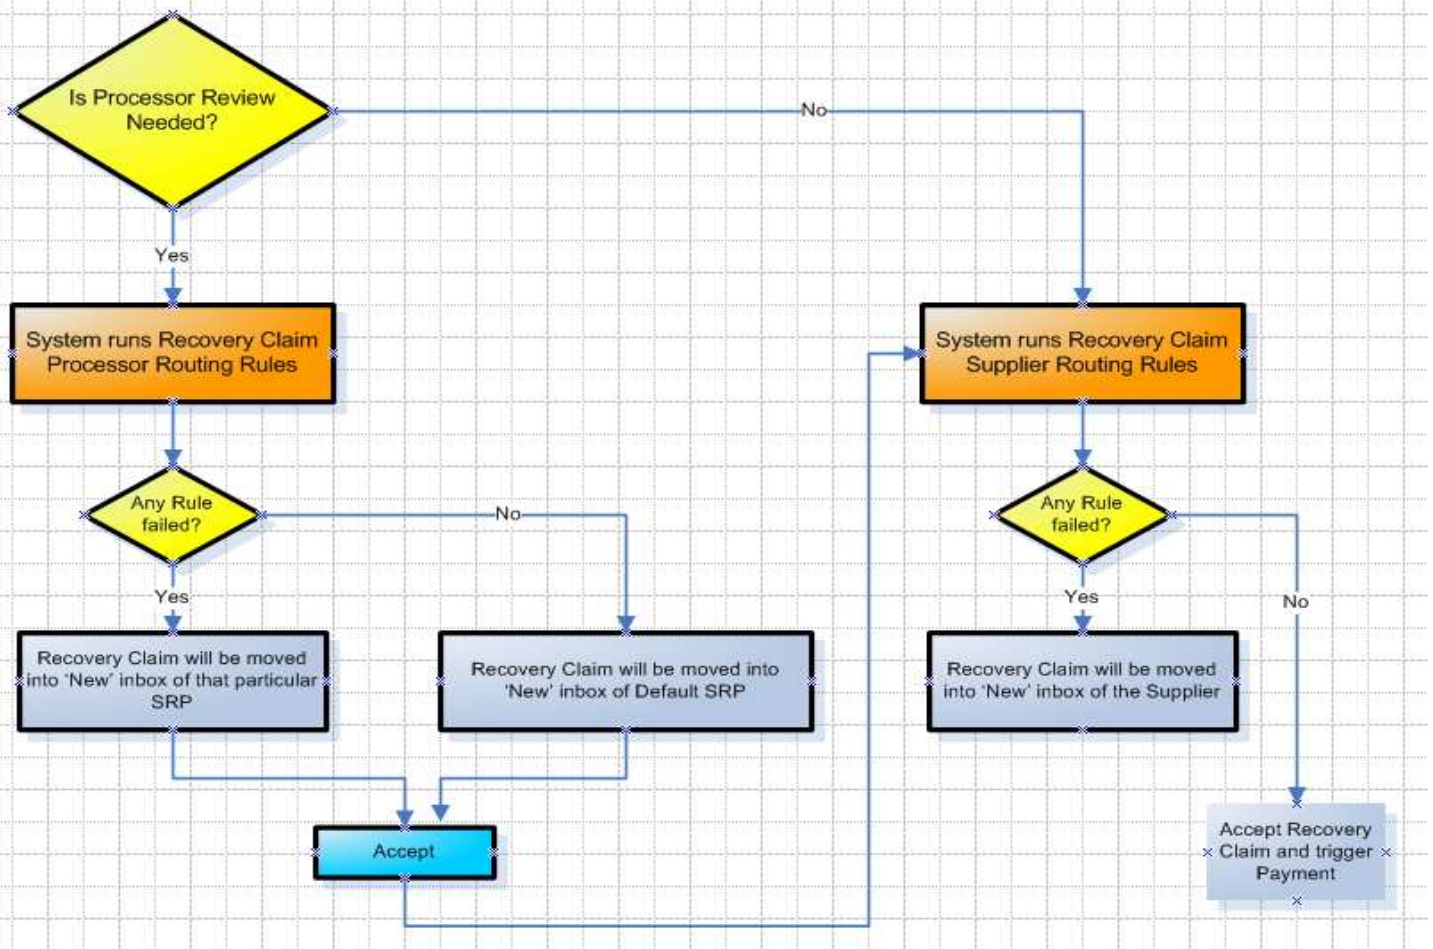 Is Processor Review
Needed?
No
Yes
System runs Recovery Claim
Processor Routing Rules
System runs Recovery Claim
Supplier Routing Rules
Any Rule
failed?
No
Yes
Any Rule
failed?
Yes
No
Recovery Claim will be moved
into ‘New’ inbox of that particular
SRP
Recovery Claim will be moved into
‘New’ inbox of Default SRP
Recovery Claim will be moved
into ‘New’ inbox of the Supplier
Accept
Accept Recovery
Claim and trigger
Payment